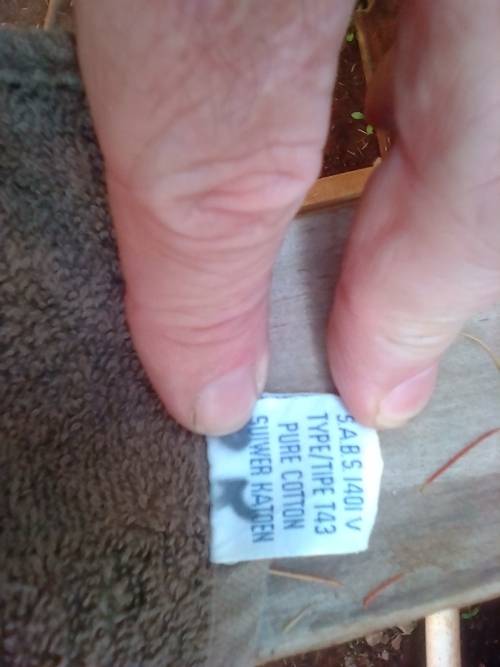 S.A.B.S. 1401 V
TYPE/TIPE T43
PURE COTTON
SUIWER KATOEN